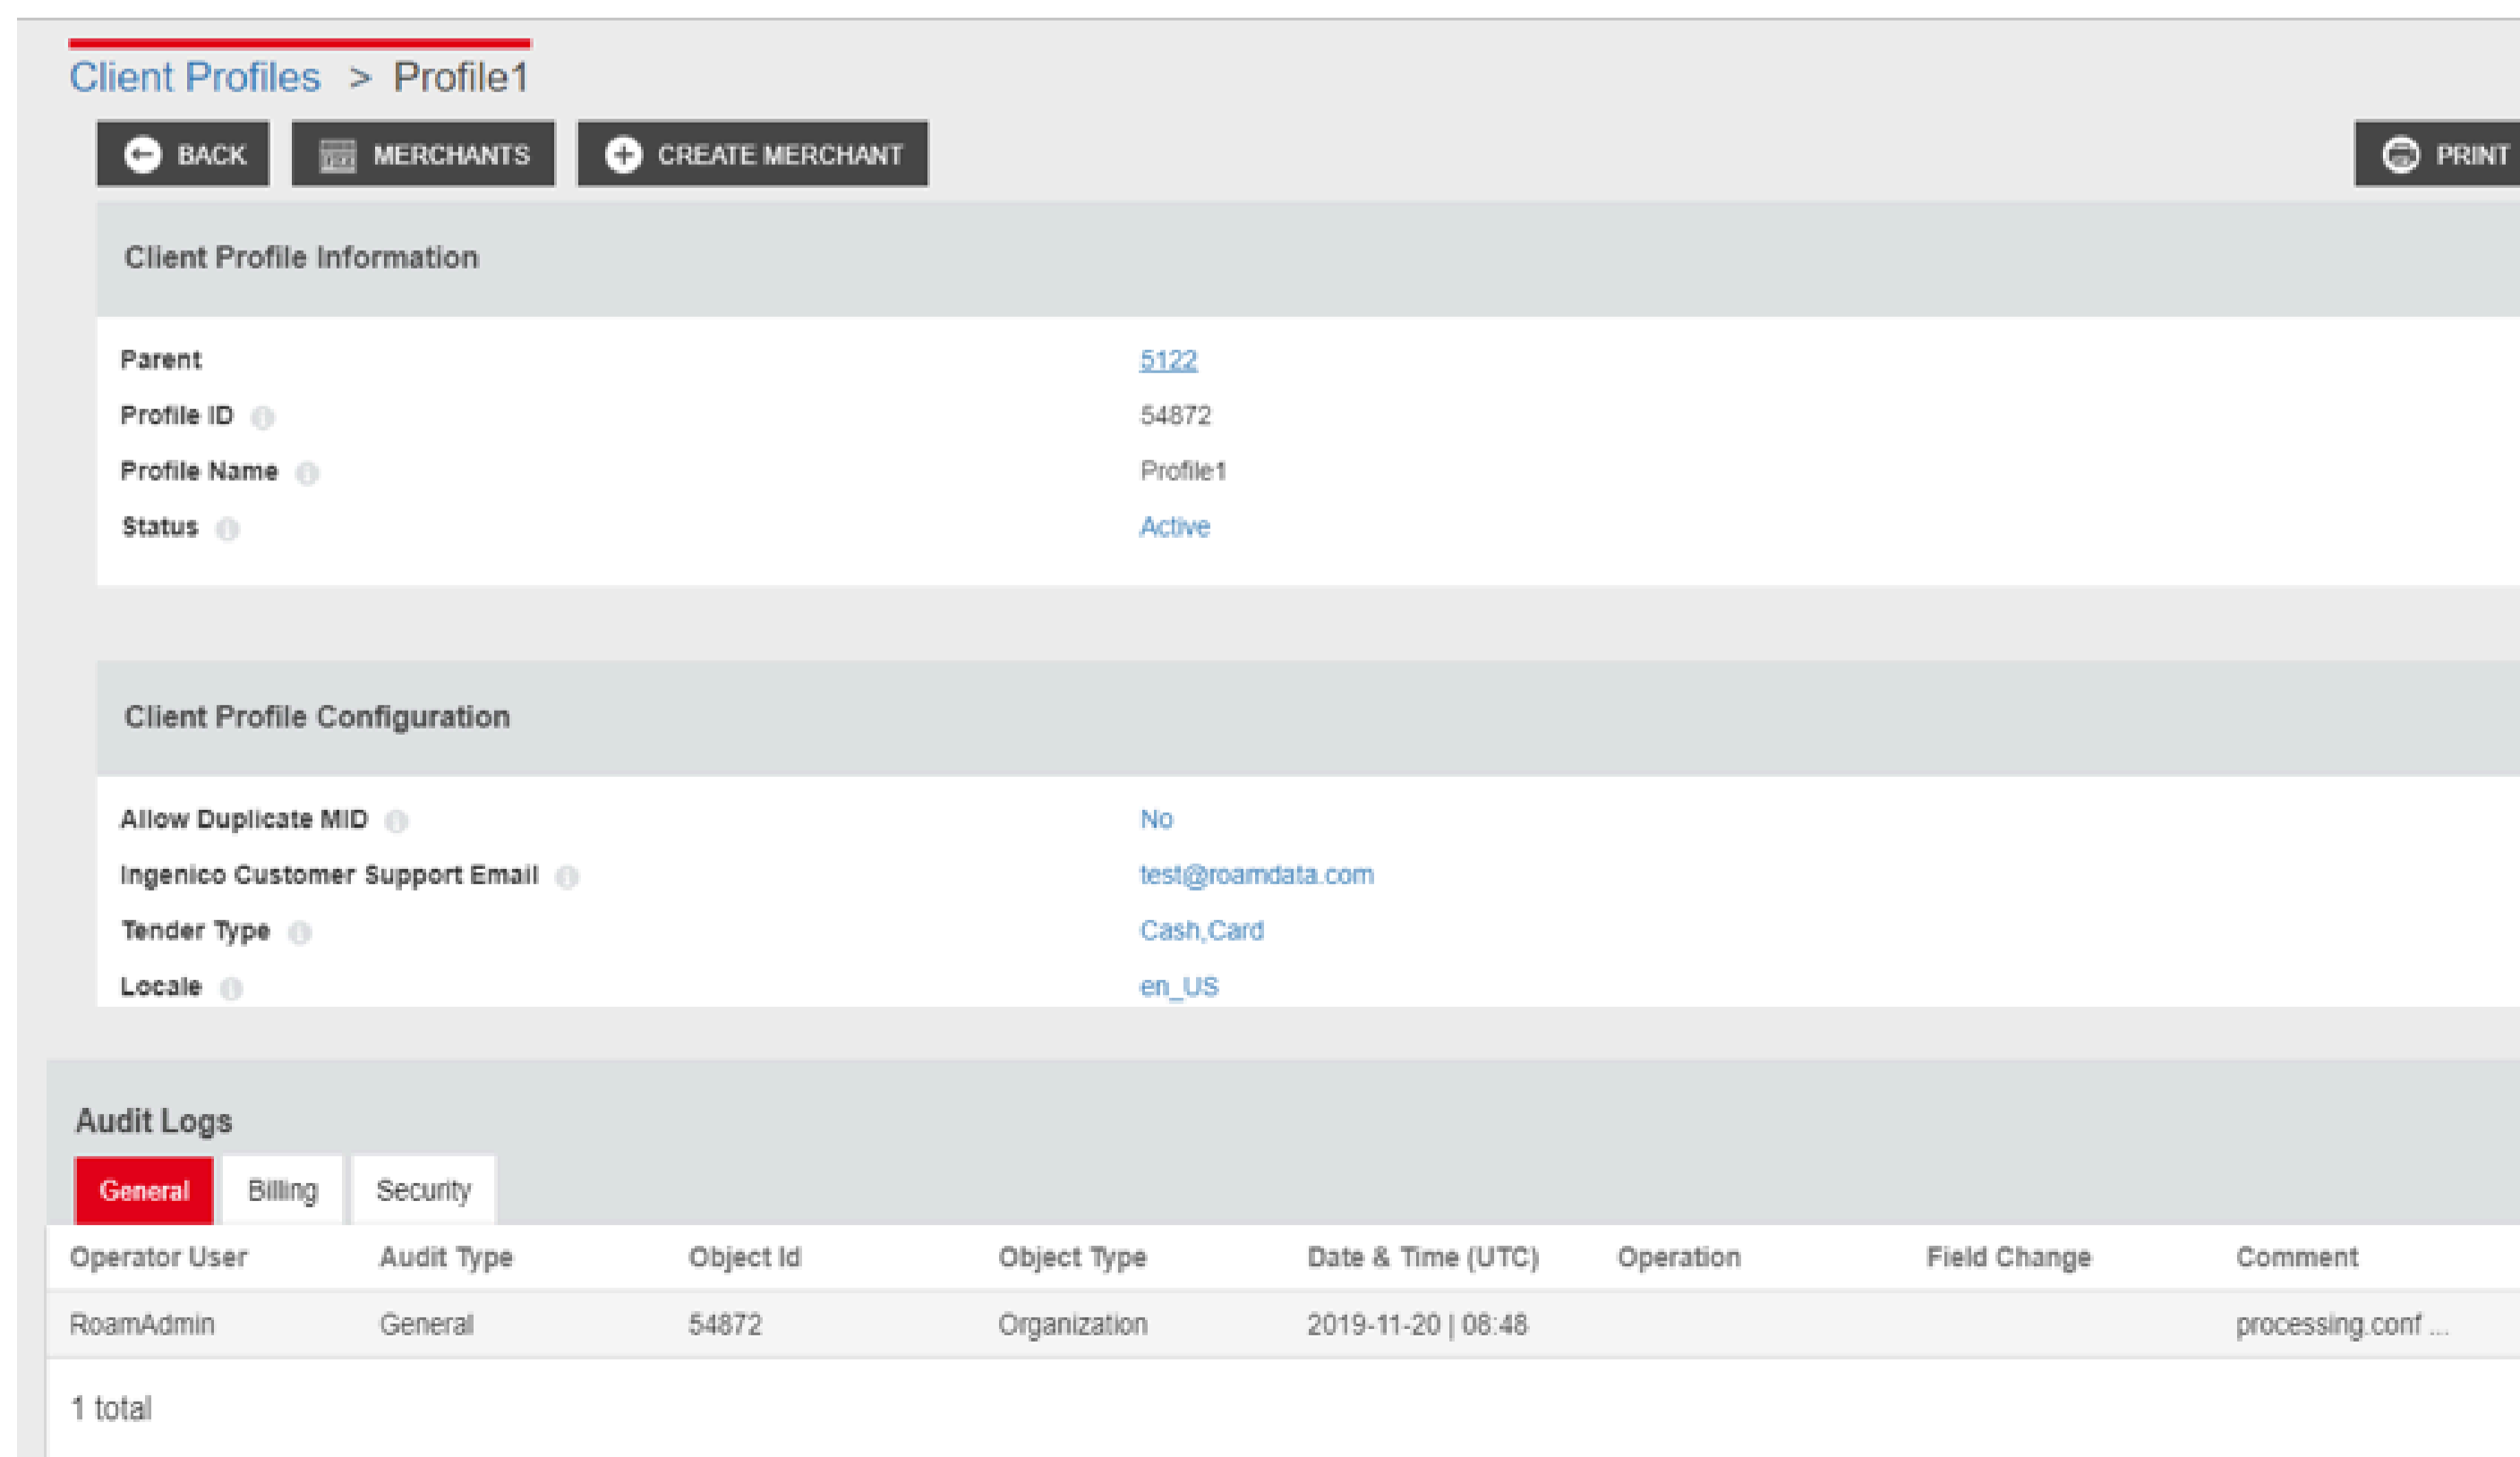 Client Profiles > Profile1
BACK MERCHANTS CREATE MERCHANT PRINT
Client Profile Information
Parent 5122
Profile ID 54872
Profile Name Profile1
Status Active
Client Profile Configuration
Allow Duplicate MID No
Ingenico Customer Support Email test@roamdata.com
Tender Type Cash,Card
Locale en_US
Audit Logs
General Billing Security
Operator User Audit Type Object Id Object Type Date & Time (UTC) Operation Field Change Comment
RoamAdmin General 54872 Organization 2019-11-20 | 08:48 processing.conf ...
1 total